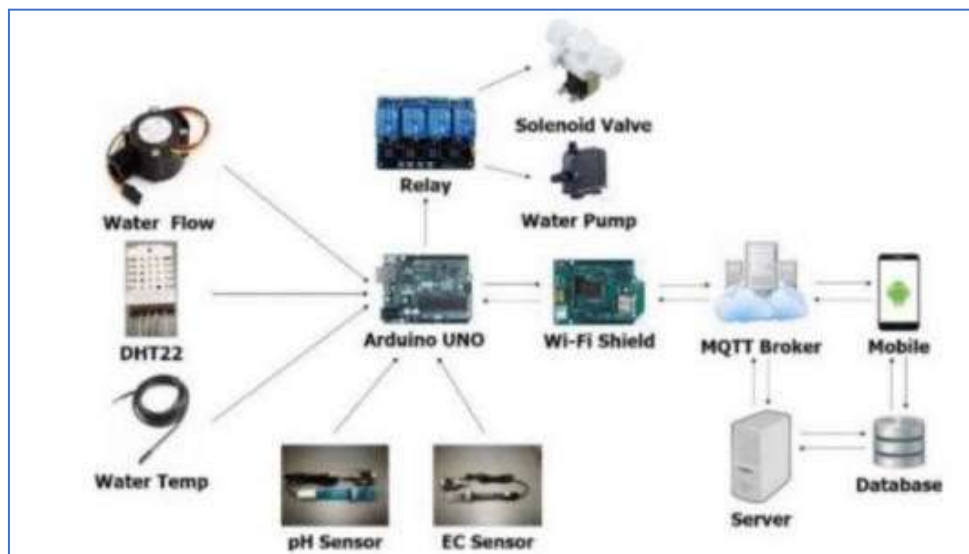 Solenoid Valve
Relay
Water Pump
Water Flow
DHT22
Arduino UNO
Wi-Fi Shield
MQTT Broker
Mobile
Water Temp
pH Sensor
EC Sensor
Server
Database